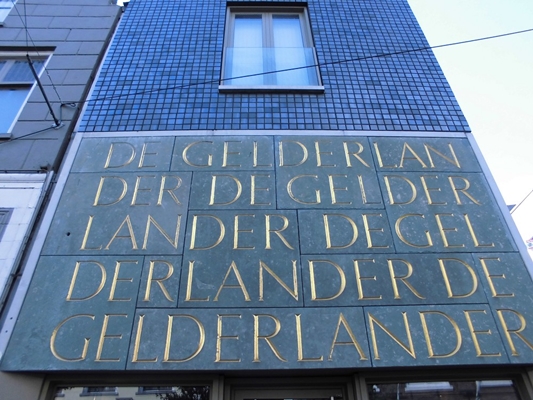 DE GELDERLAN
DER DE GELDER
LANDER DE GEL
DERLANDER DE
GELDERLANDER